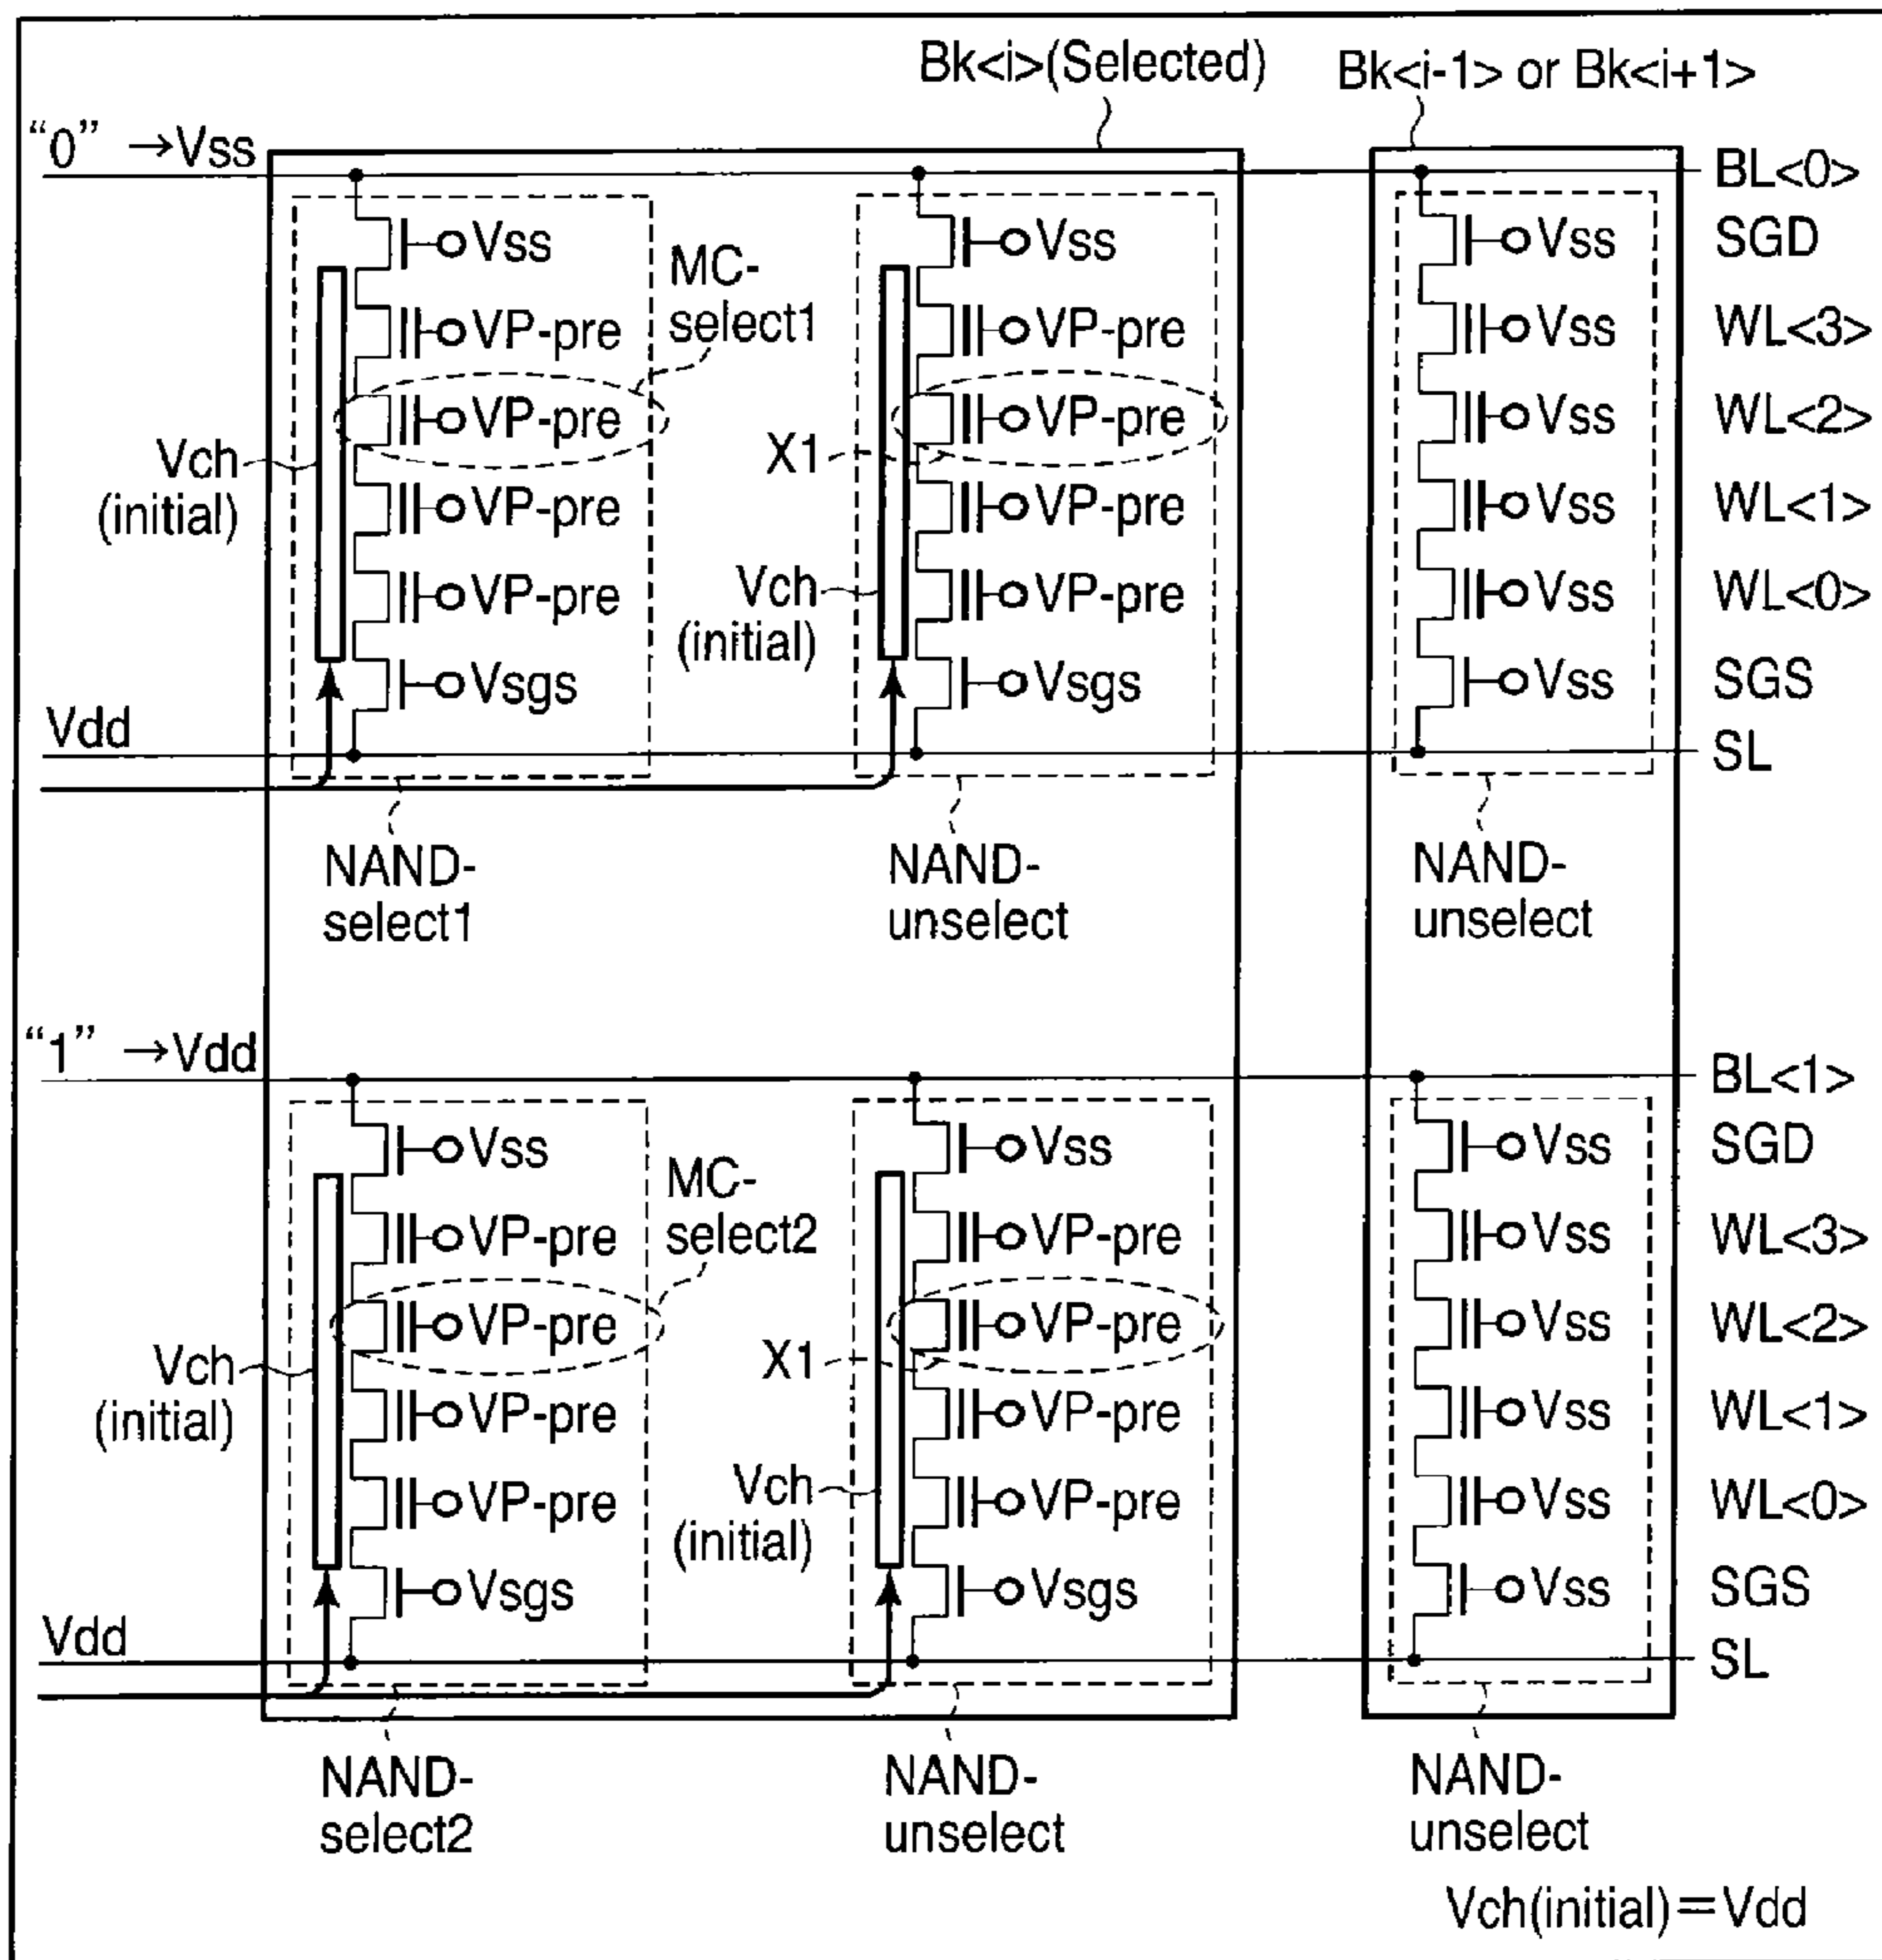 Bk<i>(Selected)
Bk<i-1> or Bk<i+1>
“0” →Vss
BL<0>
Vss
Vss
Vss
SGD
MC-
select1
VP-pre
VP-pre
Vss
WL<3>
VP-pre
VP-pre
Vss
WL<2>
Vch
(initial)
X1
VP-pre
VP-pre
Vss
WL<1>
Vch
(initial)
VP-pre
VP-pre
Vss
WL<0>
Vsgs
Vsgs
Vss
SGS
Vdd
SL
NAND-
select1
NAND-
unselect
NAND-
unselect
“1” →Vdd
BL<1>
Vss
Vss
Vss
SGD
MC-
select2
VP-pre
VP-pre
Vss
WL<3>
VP-pre
VP-pre
Vss
WL<2>
Vch
(initial)
X1
VP-pre
VP-pre
Vss
WL<1>
Vch
(initial)
VP-pre
VP-pre
Vss
WL<0>
Vsgs
Vsgs
Vss
SGS
Vdd
SL
NAND-
select2
NAND-
unselect
NAND-
unselect
Vch(initial)=Vdd